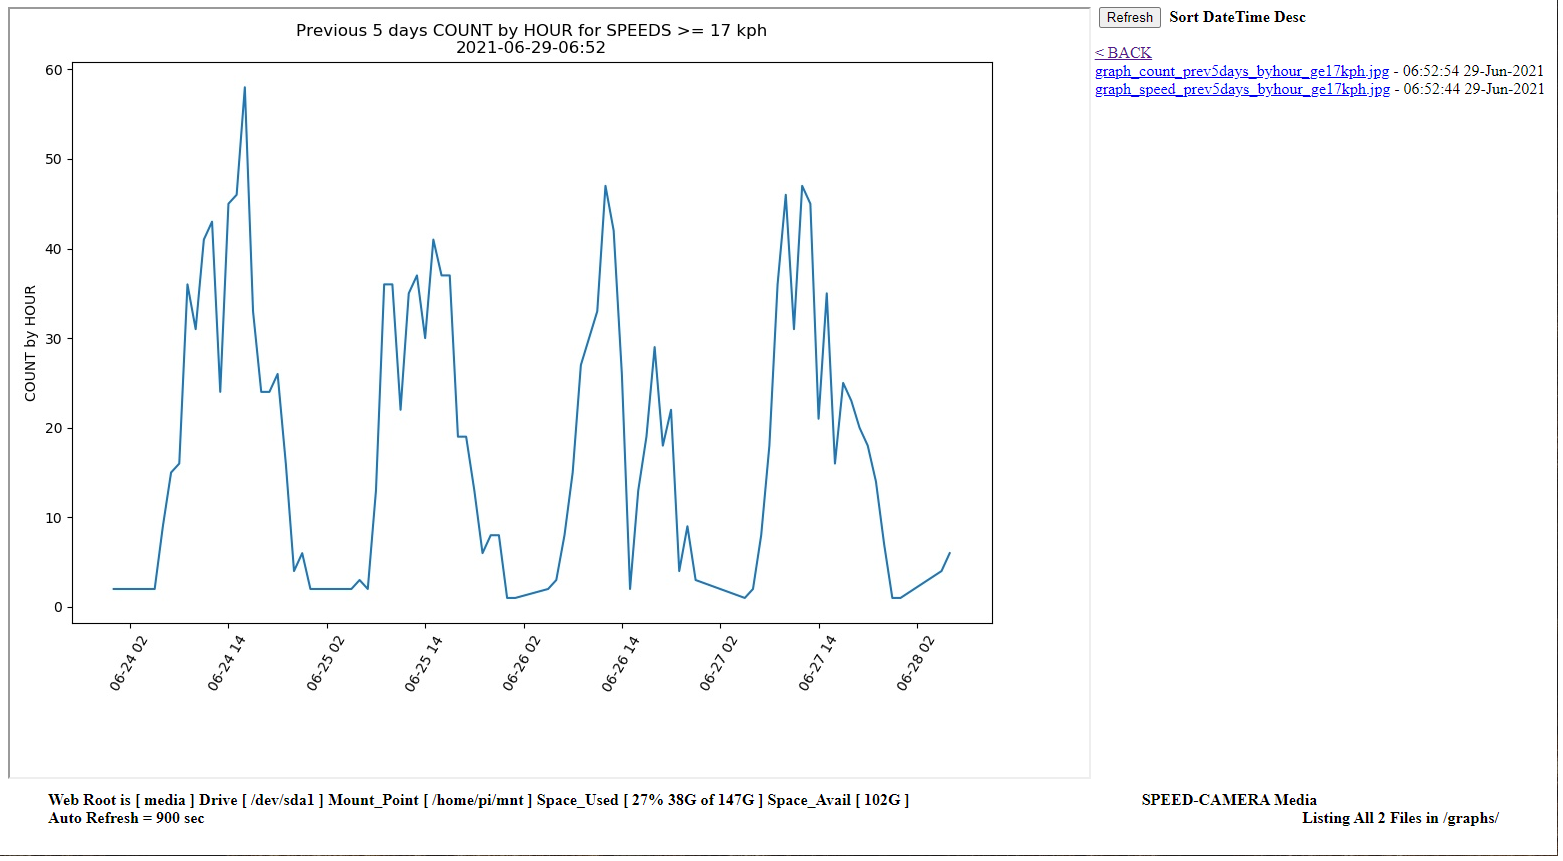 Previous 5 days COUNT by HOUR for SPEEDS >= 17 kph
2021-06-29-06:52
60
50
40
30
20
10
0
COUNT by HOUR
06-24 02
06-24 14
06-25 02
06-25 14
06-26 02
06-26 14
06-27 02
06-27 14
06-28 02
Refresh Sort DateTime Desc
< BACK
graph_count_prev5days_byhour_ge17kph.jpg - 06:52:54 29-Jun-2021
graph_speed_prev5days_byhour_ge17kph.jpg - 06:52:44 29-Jun-2021
Web Root is [ media ] Drive [ /dev/sda1 ] Mount_Point [ /home/pi/mnt ] Space_Used [ 27% 38G of 147G ] Space_Avail [ 102G ]
Auto Refresh = 900 sec
SPEED-CAMERA Media
Listing All 2 Files in /graphs/